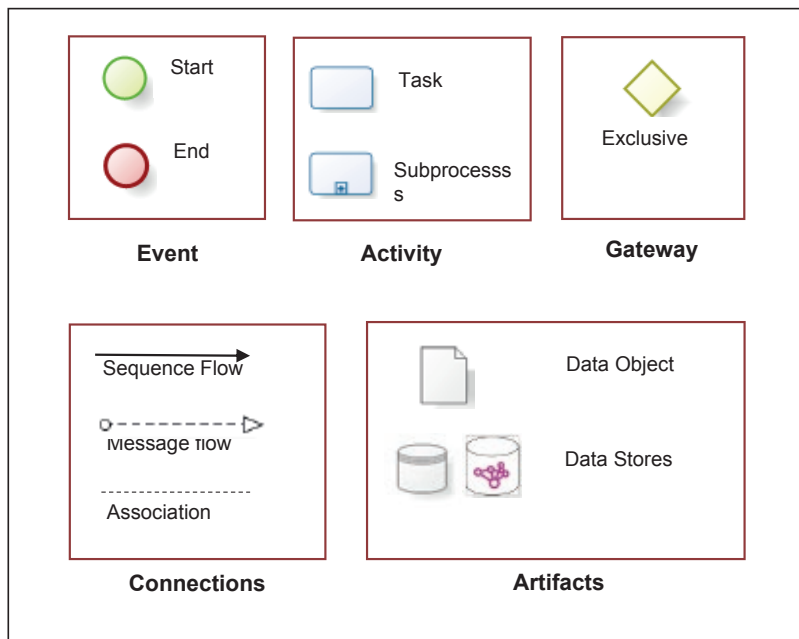 Start
End
Event
Task
Subprocesss
s
Activity
Exclusive
Gateway
Sequence Flow
Message flow
Association
Connections
Data Object
Data Stores
Artifacts